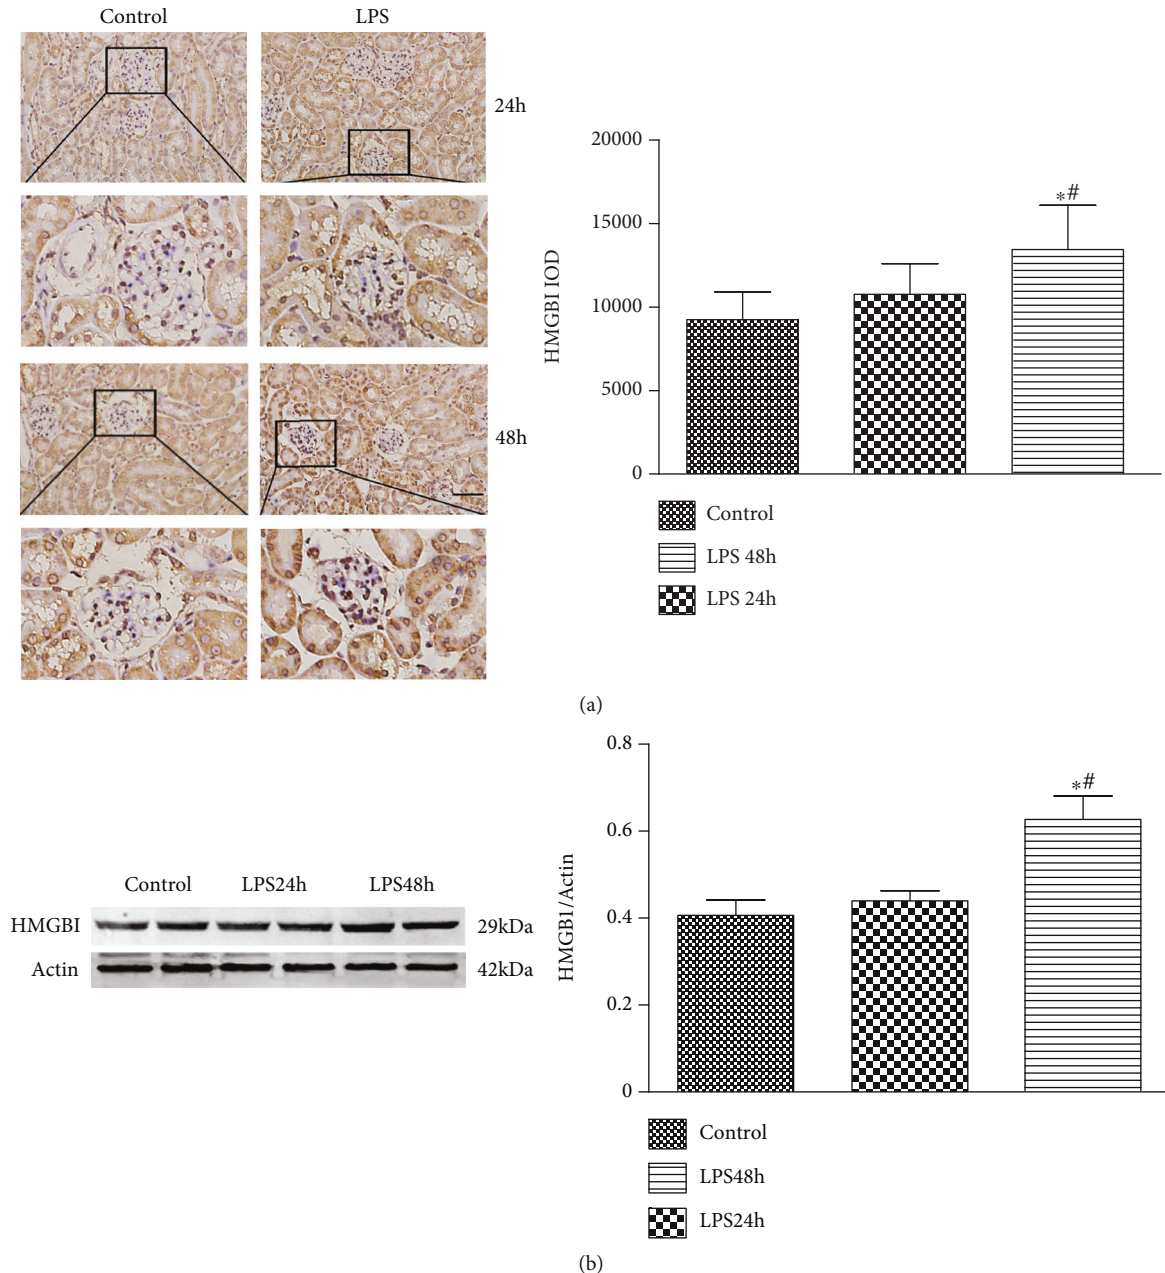 Control LPS
24h
48h
20000
15000
10000
5000
0
HMGBI IOD
*#
Control
LPS 48h
LPS 24h
(a)
Control LPS24h LPS48h
HMGBI 29kDa
Actin 42kDa
0.8
0.6
0.4
0.2
0
HMGB1/Actin
*#
Control
LPS48h
LPS24h
(b)